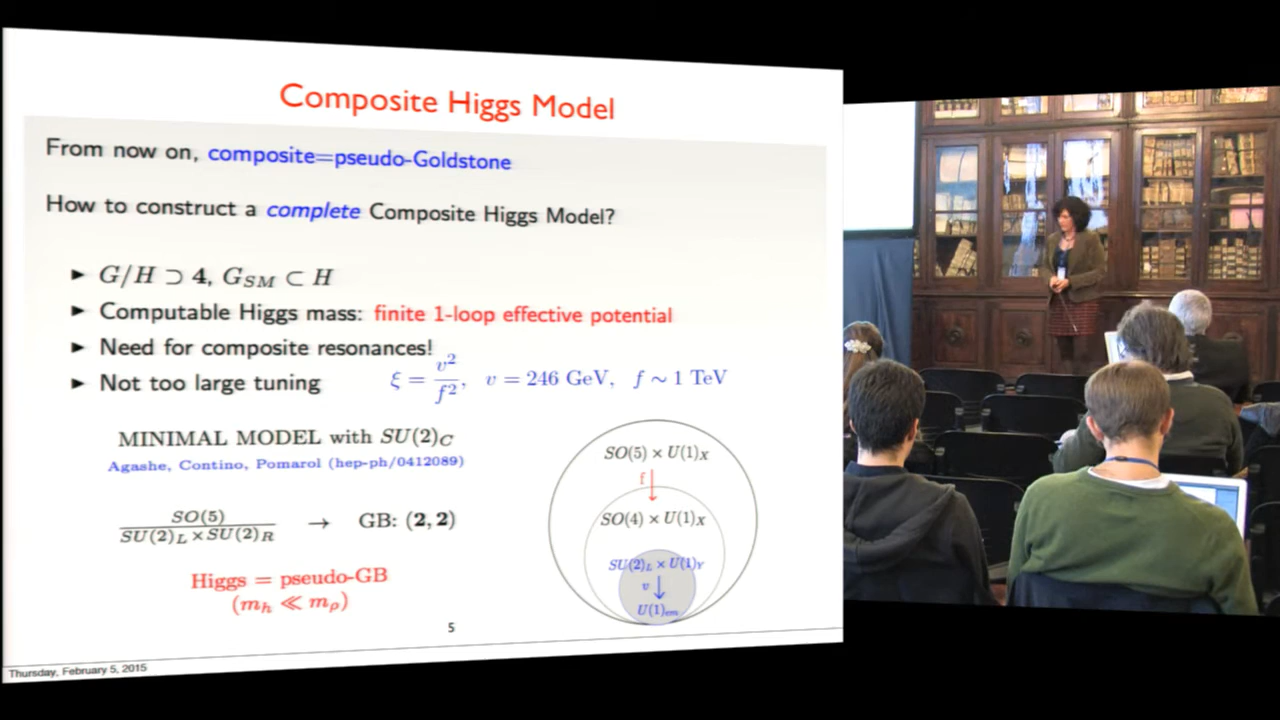 Composite Higgs Model
From now on, composite=pseudo-Goldstone
How to construct a complete Composite Higgs Model?
► G/H ⊃ 4, G_SM ⊂ H
► Computable Higgs mass: finite 1-loop effective potential
► Need for composite resonances!
► Not too large tuning ξ = v²/f², v = 246 GeV, f ∼ 1 TeV
MINIMAL MODEL with SU(2)_C
Agashe, Contino, Pomarol (hep-ph/0412089)
SO(5)/SU(2)_L×SU(2)_R → GB: (2, 2)
Higgs = pseudo-GB
(m_h ≪ m_ρ)
SO(5) × U(1)_X
f ↓
SO(4) × U(1)_X
SU(2)_L × U(1)_Y
v ↓
U(1)_em
5
Thursday, February 5, 2015